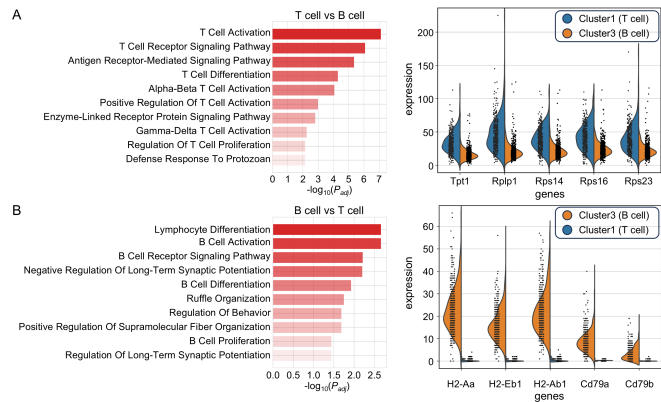 A
T cell vs B cell
T Cell Activation
T Cell Receptor Signaling Pathway
Antigen Receptor-Mediated Signaling Pathway
T Cell Differentiation
Alpha-Beta T Cell Activation
Positive Regulation Of T Cell Activation
Enzyme-Linked Receptor Protein Signaling Pathway
Gamma-Delta T Cell Activation
Regulation Of T Cell Proliferation
Defense Response To Protozoan
0 1 2 3 4 5 6 7
-log10(Padj)
expression
200
150
100
50
0
Cluster1 (T cell)
Cluster3 (B cell)
Tpt1 Rplp1 Rps14 Rps16 Rps23
genes
B
B cell vs T cell
Lymphocyte Differentiation
B Cell Activation
B Cell Receptor Signaling Pathway
Negative Regulation Of Long-Term Synaptic Potentiation
B Cell Differentiation
Ruffle Organization
Regulation Of Behavior
Positive Regulation Of Supramolecular Fiber Organization
B Cell Proliferation
Regulation Of Long-Term Synaptic Potentiation
0.0 0.5 1.0 1.5 2.0 2.5
-log10(Padj)
expression
60
50
40
30
20
10
0
Cluster3 (B cell)
Cluster1 (T cell)
H2-Aa H2-Eb1 H2-Ab1 Cd79a Cd79b
genes